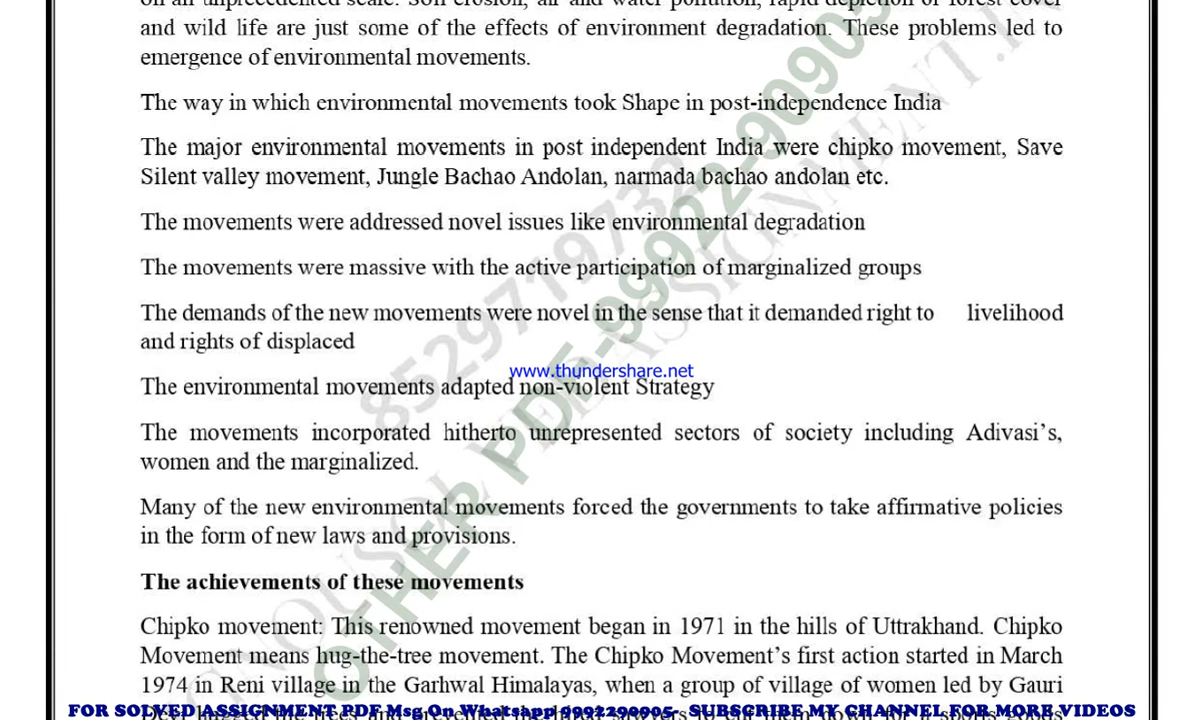 on an unprecedented scale. Soil erosion, air and water pollution, rapid depletion of forest cover
and wild life are just some of the effects of environment degradation. These problems led to
emergence of environmental movements.
The way in which environmental movements took Shape in post-independence India
The major environmental movements in post independent India were chipko movement, Save
Silent valley movement, Jungle Bachao Andolan, narmada bachao andolan etc.
The movements were addressed novel issues like environmental degradation
The movements were massive with the active participation of marginalized groups
The demands of the new movements were novel in the sense that it demanded right to livelihood
and rights of displaced
www.thundershare.net
The environmental movements adapted non-violent Strategy
The movements incorporated hitherto unrepresented sectors of society including Adivasi's,
women and the marginalized.
Many of the new environmental movements forced the governments to take affirmative policies
in the form of new laws and provisions.
The achievements of these movements
Chipko movement: This renowned movement began in 1971 in the hills of Uttrakhand. Chipko
Movement means hug-the-tree movement. The Chipko Movement's first action started in March
1974 in Reni village in the Garhwal Himalayas, when a group of village of women led by Gauri
FOR SOLVED ASSIGNMENT PDF Msg On Whatsapp 9992290905- SUBSCRIBE MY CHANNEL FOR MORE VIDEOS
8529719732
OTHER PDF-99922-90905